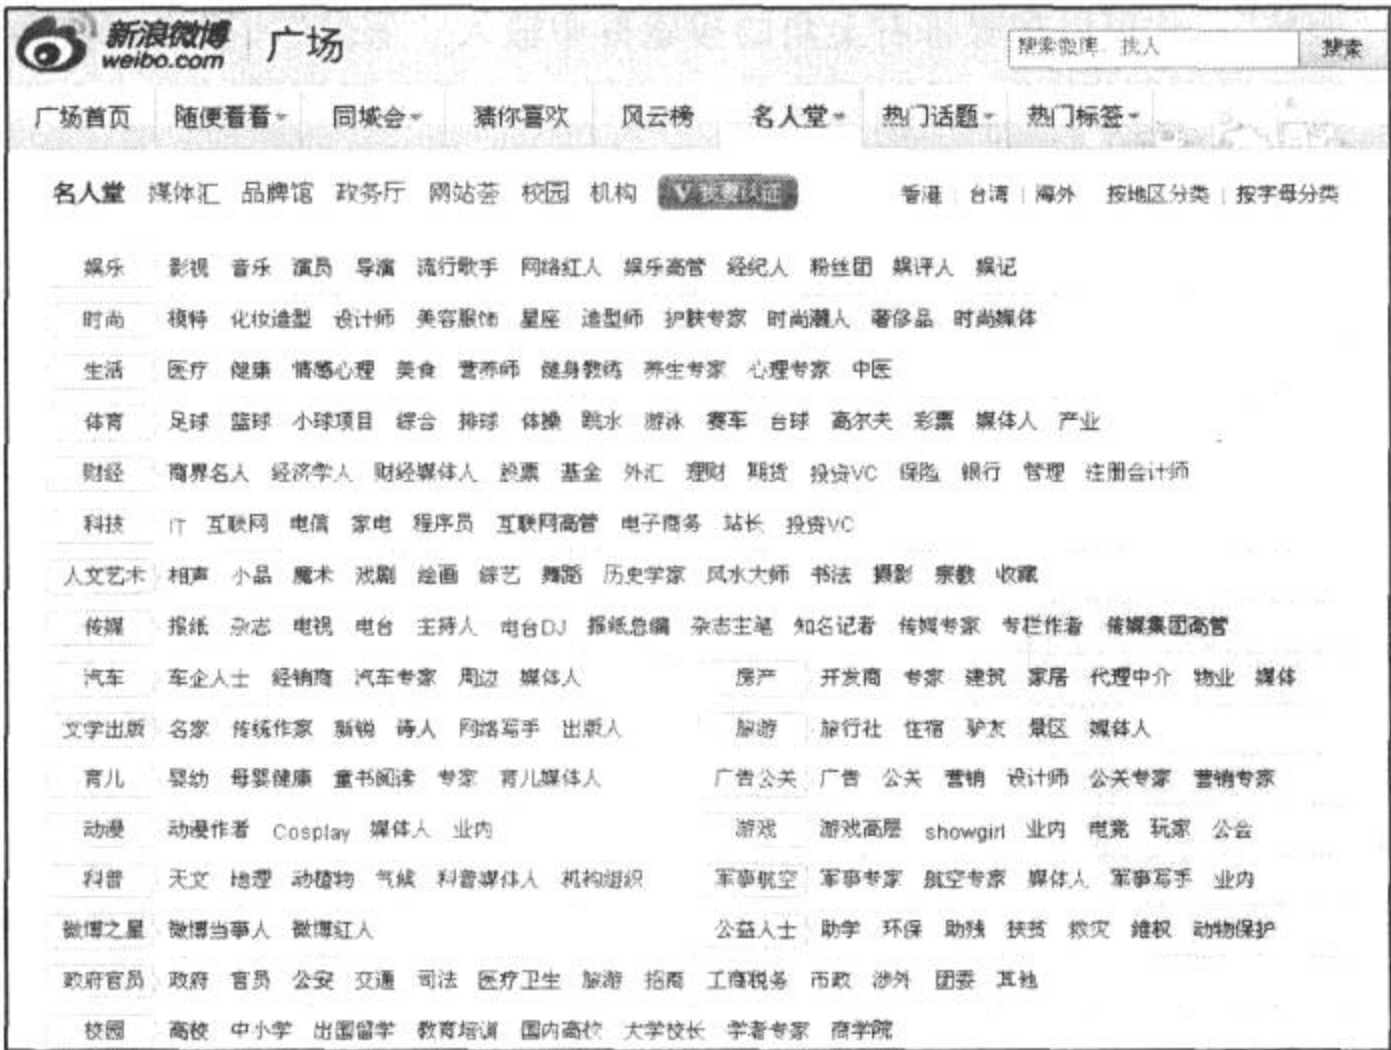 新浪微博 广场
weibo.com
搜索微博、找人 搜索
广场首页 随便看看 同城会 猜你喜欢 风云榜 名人堂 热门话题 热门标签
名人堂 媒体汇 品牌馆 政务厅 网站荟 校园 机构 V 我要认证 香港 | 台湾 | 海外 按地区分类 | 按字母分类
娱乐 影视 音乐 演员 导演 流行歌手 网络红人 娱乐高管 经纪人 粉丝团 娱评人 娱记
时尚 模特 化妆造型 设计师 美容服饰 星座 造型师 护肤专家 时尚潮人 奢侈品 时尚媒体
生活 医疗 健康 情感心理 美食 营养师 健身教练 养生专家 心理专家 中医
体育 足球 篮球 小球项目 综合 排球 体操 跳水 游泳 赛车 台球 高尔夫 彩票 媒体人 产业
财经 商界名人 经济学人 财经媒体人 股票 基金 外汇 理财 期货 投资VC 保险 银行 管理 注册会计师
科技 IT 互联网 电信 家电 程序员 互联网高管 电子商务 站长 投资VC
人文艺术 相声 小品 魔术 戏剧 绘画 综艺 舞蹈 历史学家 风水大师 书法 摄影 宗教 收藏
传媒 报纸 杂志 电视 电台 主持人 电台DJ 报纸总编 杂志主笔 知名记者 传媒专家 专栏作者 传媒集团高管
汽车 车企人士 经销商 汽车专家 周边 媒体人 房产 开发商 专家 建筑 家居 代理中介 物业 媒体
文学出版 名家 传统作家 新锐 诗人 网络写手 出版人 旅游 旅行社 住宿 驴友 景区 媒体人
育儿 婴幼 母婴健康 童书阅读 专家 育儿媒体人 广告公关 广告 公关 营销 设计师 公关专家 营销专家
动漫 动漫作者 Cosplay 媒体人 业内 游戏 游戏高层 showgirl 业内 电竞 玩家 公会
科普 天文 地理 动植物 气候 科普媒体人 机构组织 军事航空 军事专家 航空专家 媒体人 军事写手 业内
微博之星 微博当事人 微博红人 公益人士 助学 环保 助残 扶贫 救灾 维权 动物保护
政府官员 政府 官员 公安 交通 司法 医疗卫生 旅游 招商 工商税务 市政 涉外 团委 其他
校园 高校 中小学 出国留学 教育培训 国内高校 大学校长 学者专家 商学院